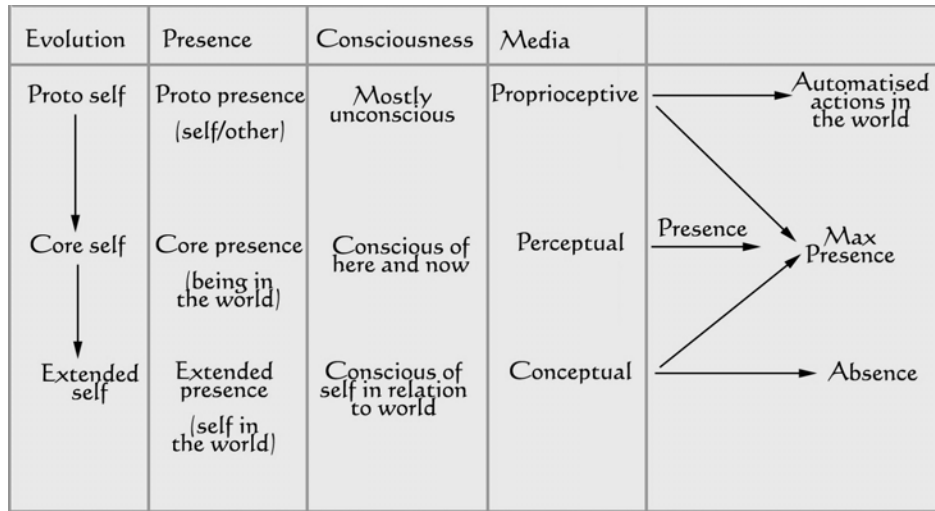 Evolution
Presence
Consciousness
Media
Proto self
Proto presence
(self/other)
Mostly
unconscious
Proprioceptive
Automatised
actions in
the world
Core self
Core presence
(being in
the world)
Conscious of
here and now
Perceptual
Presence
Max
Presence
Extended
self
Extended
presence
(self in
the world)
Conscious of
self in relation
to world
Conceptual
Absence